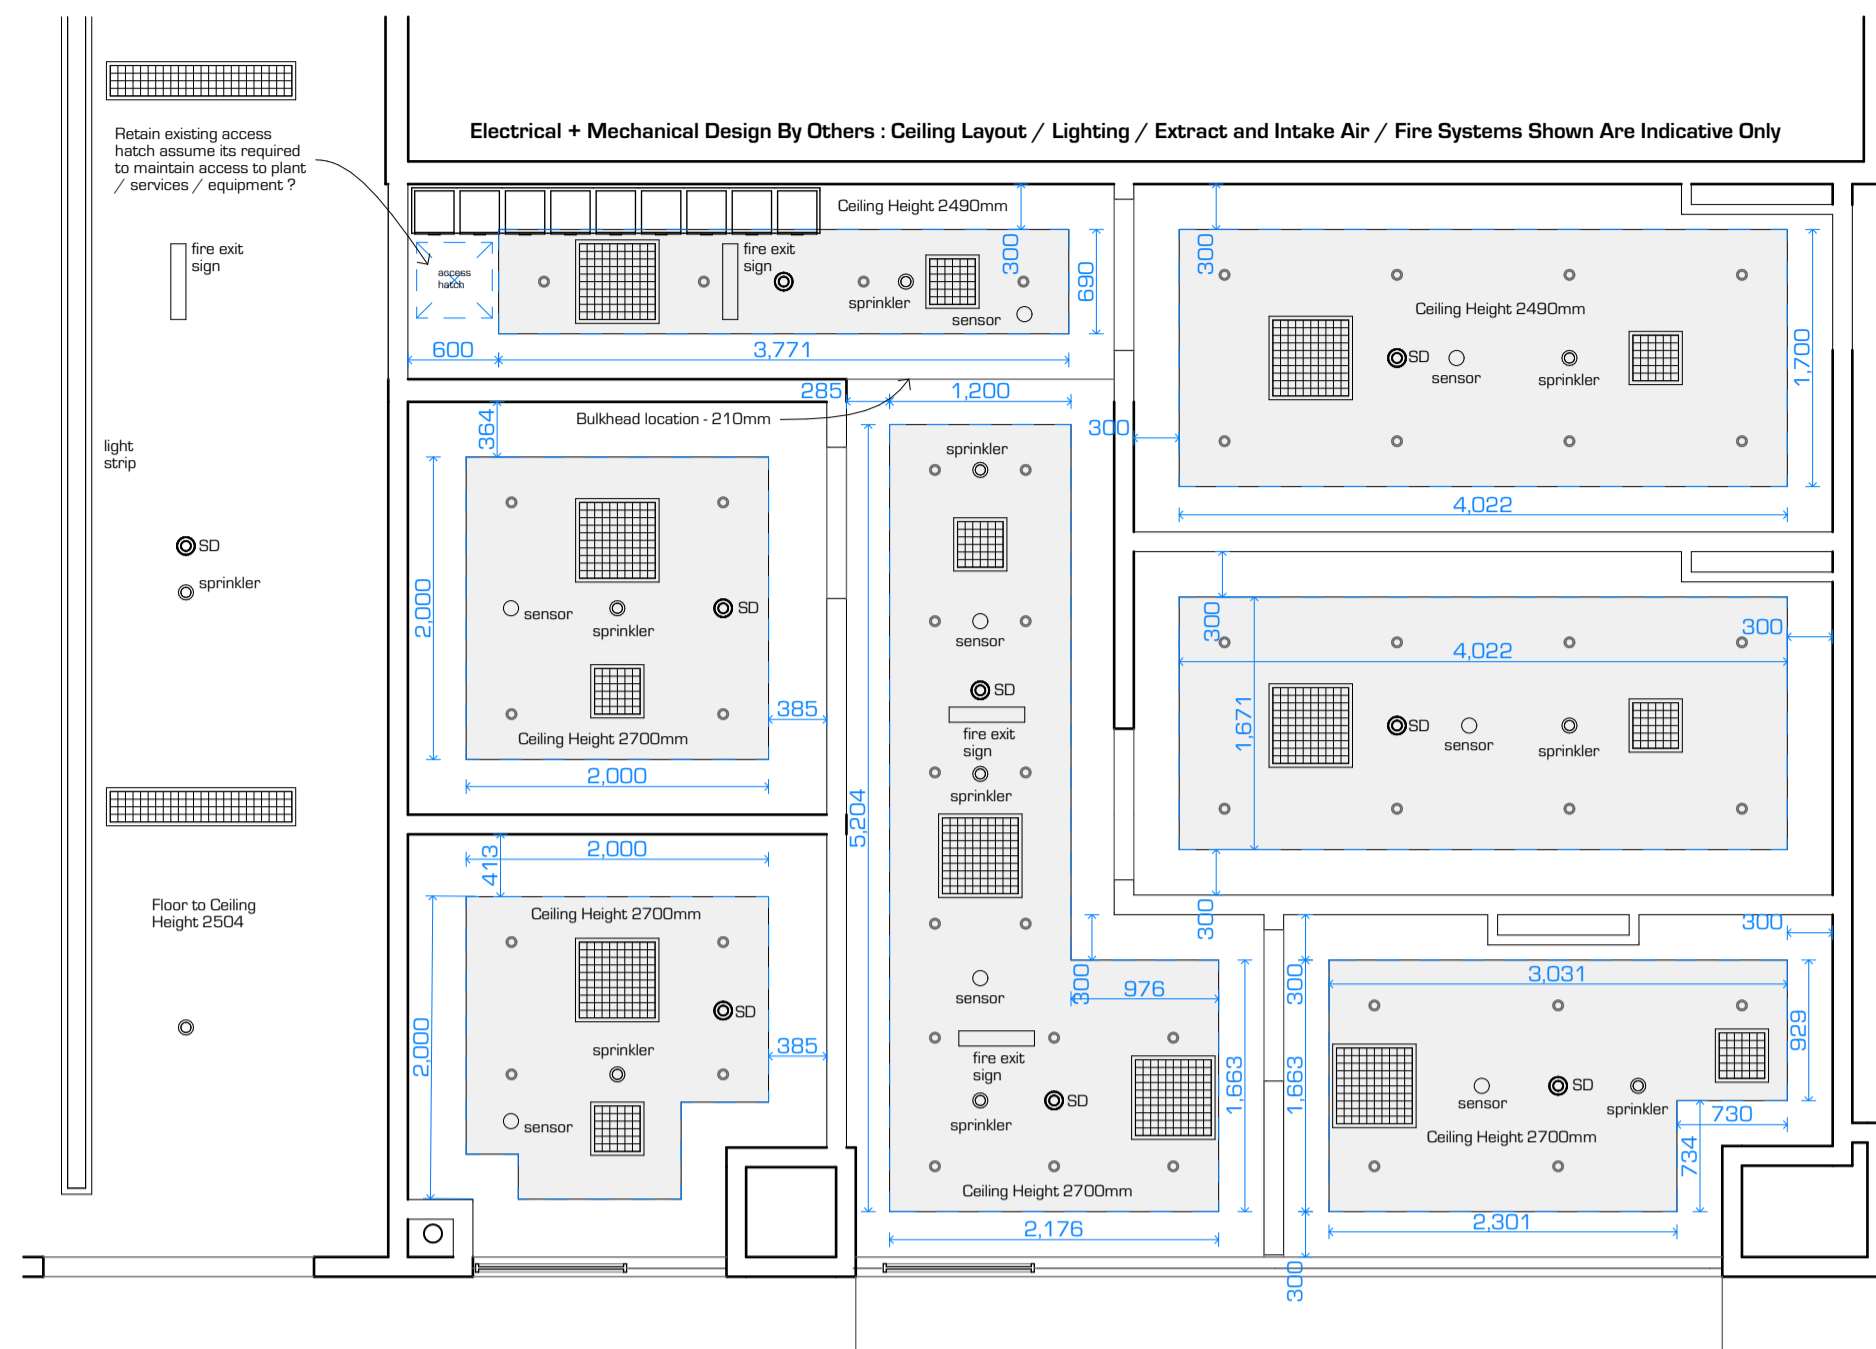 Electrical + Mechanical Design By Others : Ceiling Layout / Lighting / Extract and Intake Air / Fire Systems Shown Are Indicative Only
Retain existing access
hatch assume its required
to maintain access to plant
/ services / equipment ?
fire exit
sign
light
strip
SD
sprinkler
Floor to Ceiling
Height 2504
Ceiling Height 2490mm
access
hatch
fire exit
sign
sprinkler
sensor
300
690
600
3,771
285
1,200
Bulkhead location - 210mm
364
2,000
sensor
sprinkler
SD
385
Ceiling Height 2700mm
2,000
413
2,000
Ceiling Height 2700mm
2,000
SD
sprinkler
385
sensor
5,204
sprinkler
sensor
SD
fire exit
sign
sprinkler
sensor
300
976
fire exit
sign
sprinkler
SD
1,663
Ceiling Height 2700mm
2,176
300
Ceiling Height 2490mm
SD
sensor
sprinkler
1,700
300
4,022
300
300
4,022
1,671
SD
sensor
sprinkler
300
300
300
3,031
929
1,663
sensor
SD
sprinkler
730
Ceiling Height 2700mm
734
2,301
300